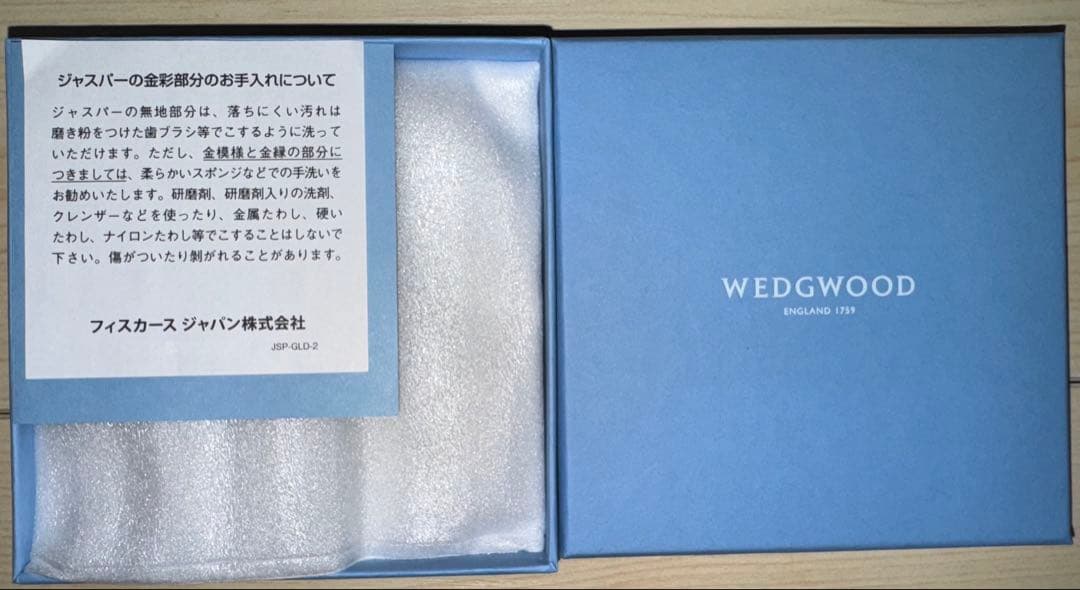 ジャスパーの金彩部分のお手入れについて
ジャスパーの無地部分は、落ちにくい汚れは
磨き粉をつけた歯ブラシ等でこするように洗って
いただけます。ただし、金模様と金縁の部分に
つきましては、柔らかいスポンジなどでの手洗いを
お勧めいたします。研磨剤、研磨剤入りの洗剤、
クレンザーなどを使ったり、金属たわし、硬い
たわし、ナイロンたわし等でこすることはしないで
下さい。傷がついたり剝がれることがあります。
フィスカース ジャパン株式会社
JSP-GLD-2
WEDGWOOD
ENGLAND 1759